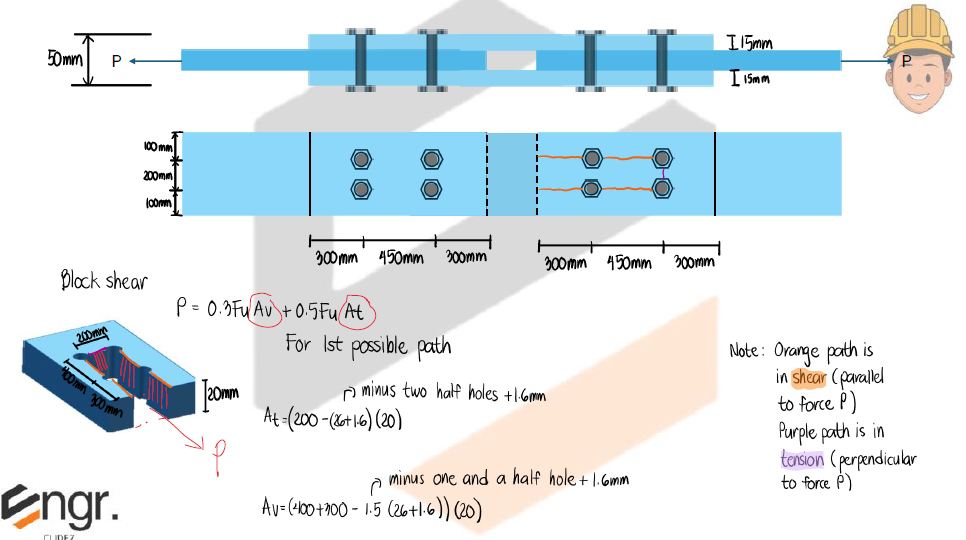 50mm
P
P
15mm
15mm
100mm
200mm
100mm
300mm 450mm 300mm
300mm 450mm 300mm
Block shear
P = 0.3Fu Av + 0.5Fu At
For 1st possible path
minus two half holes +1.6mm
At=(200-(26+1.6)(20)
minus one and a half hole + 1.6mm
Av=(400+300 - 1.5 (26+1.6))(20)
200mm
400mm
300mm
20mm
P
Note: Orange path is
in shear (parallel
to force P)
Purple path is in
tension (perpendicular
to force P)
Engr.